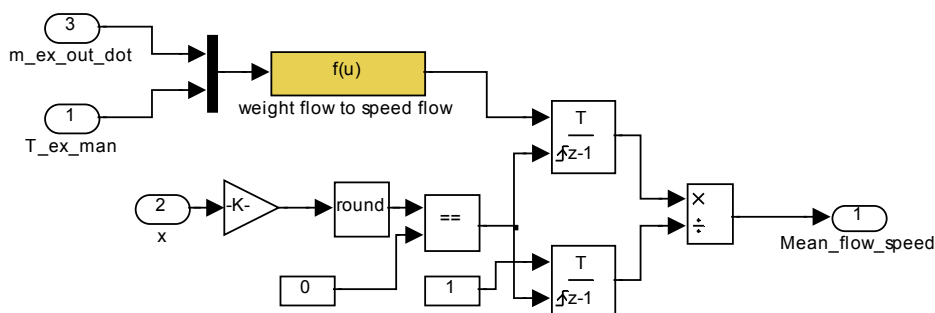 3
m_ex_out_dot
f(u)
weight flow to speed flow
1
T_ex_man
T
z-1
2
x
-K-
round
==
×
÷
1
Mean_flow_speed
0
1
T
z-1